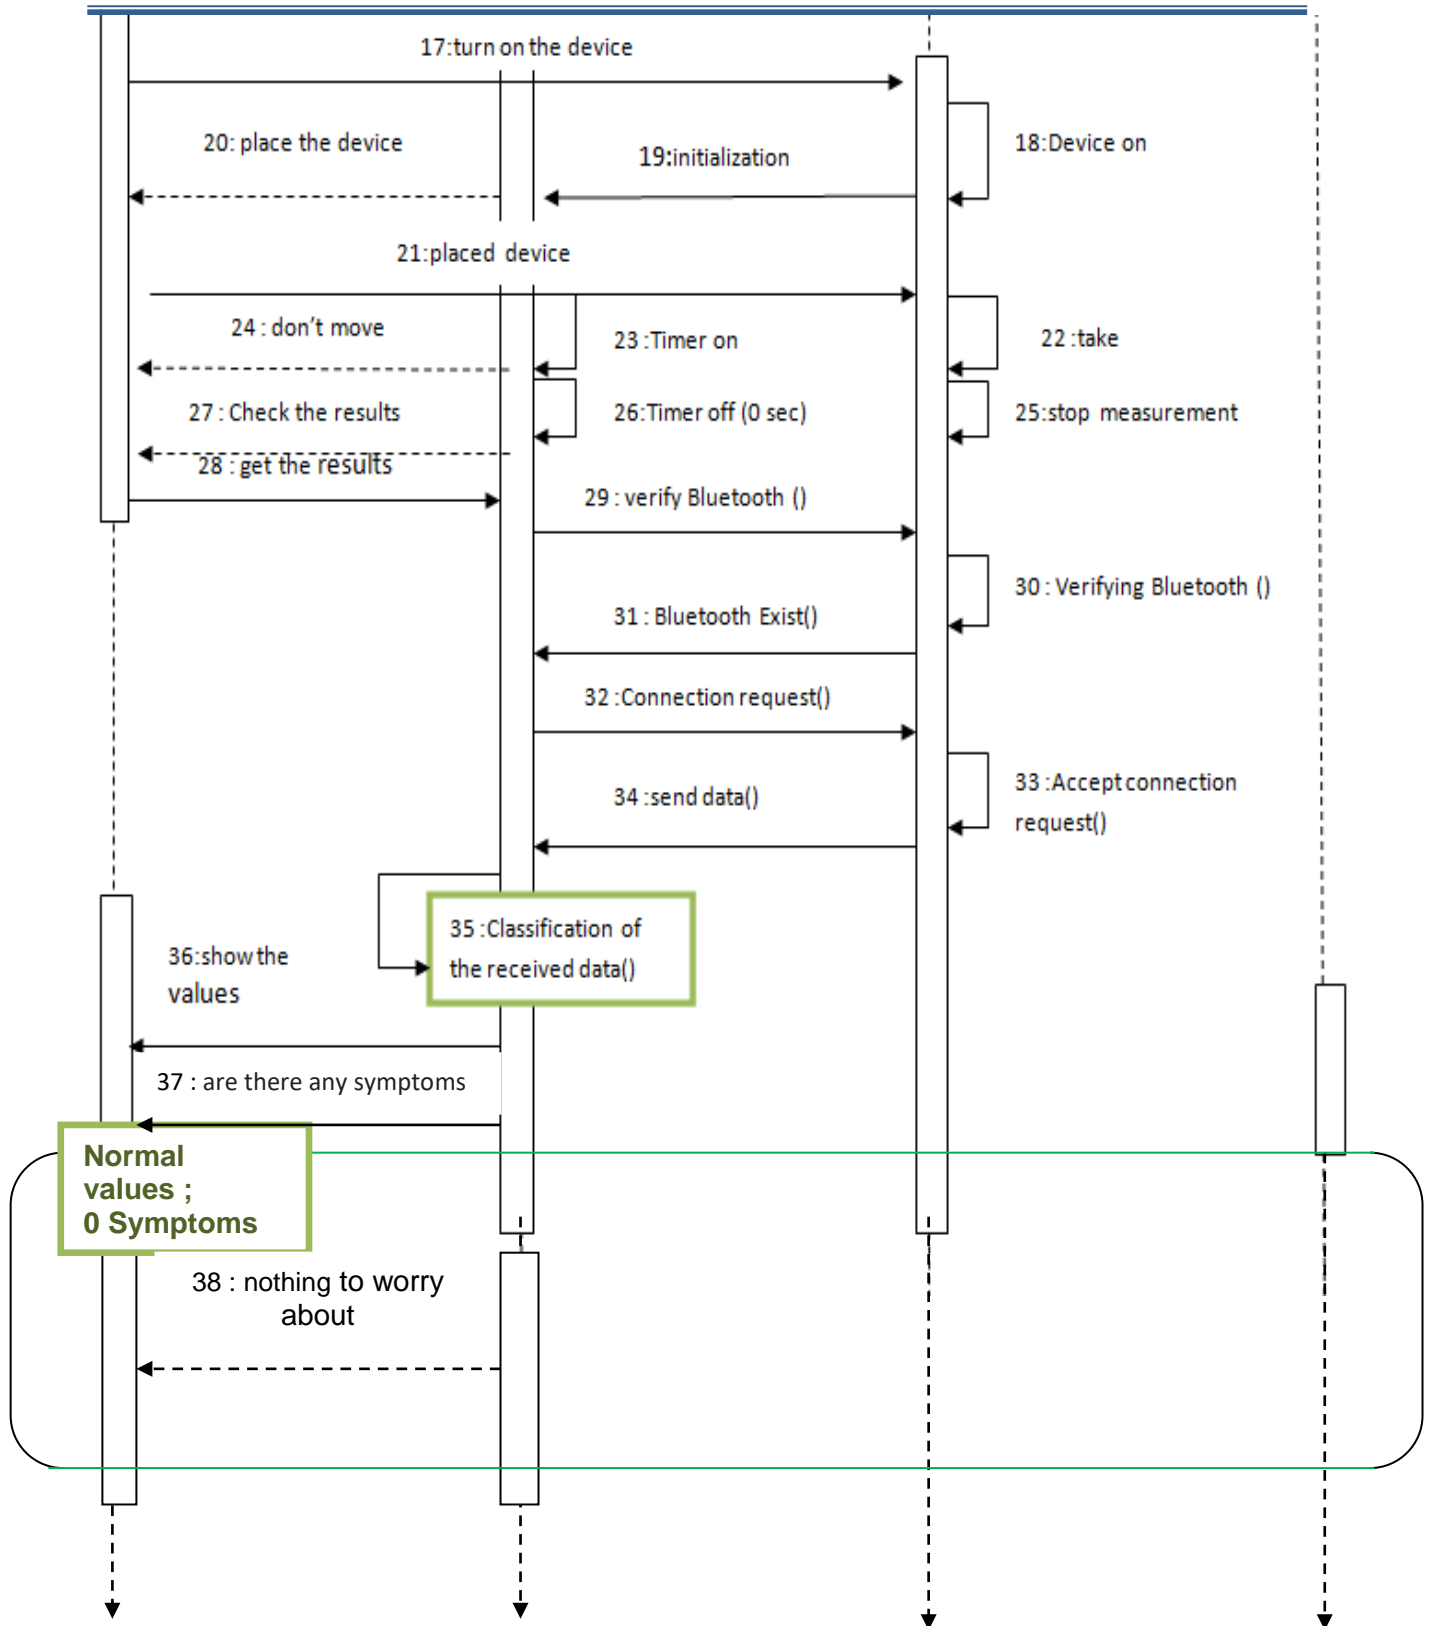 17:turn on the device
20: place the device
19:initialization
18:Device on
21:placed device
24 : don't move
23 :Timer on
22 :take
27 : Check the results
26:Timer off (0 sec)
25:stop measurement
28 : get the results
29 : verify Bluetooth ()
30 : Verifying Bluetooth ()
31 : Bluetooth Exist()
32 :Connection request()
33 :Accept connection
request()
34 :send data()
35 :Classification of
the received data()
36:show the
values
37 : are there any symptoms
Normal
values ;
0 Symptoms
38 : nothing to worry
about